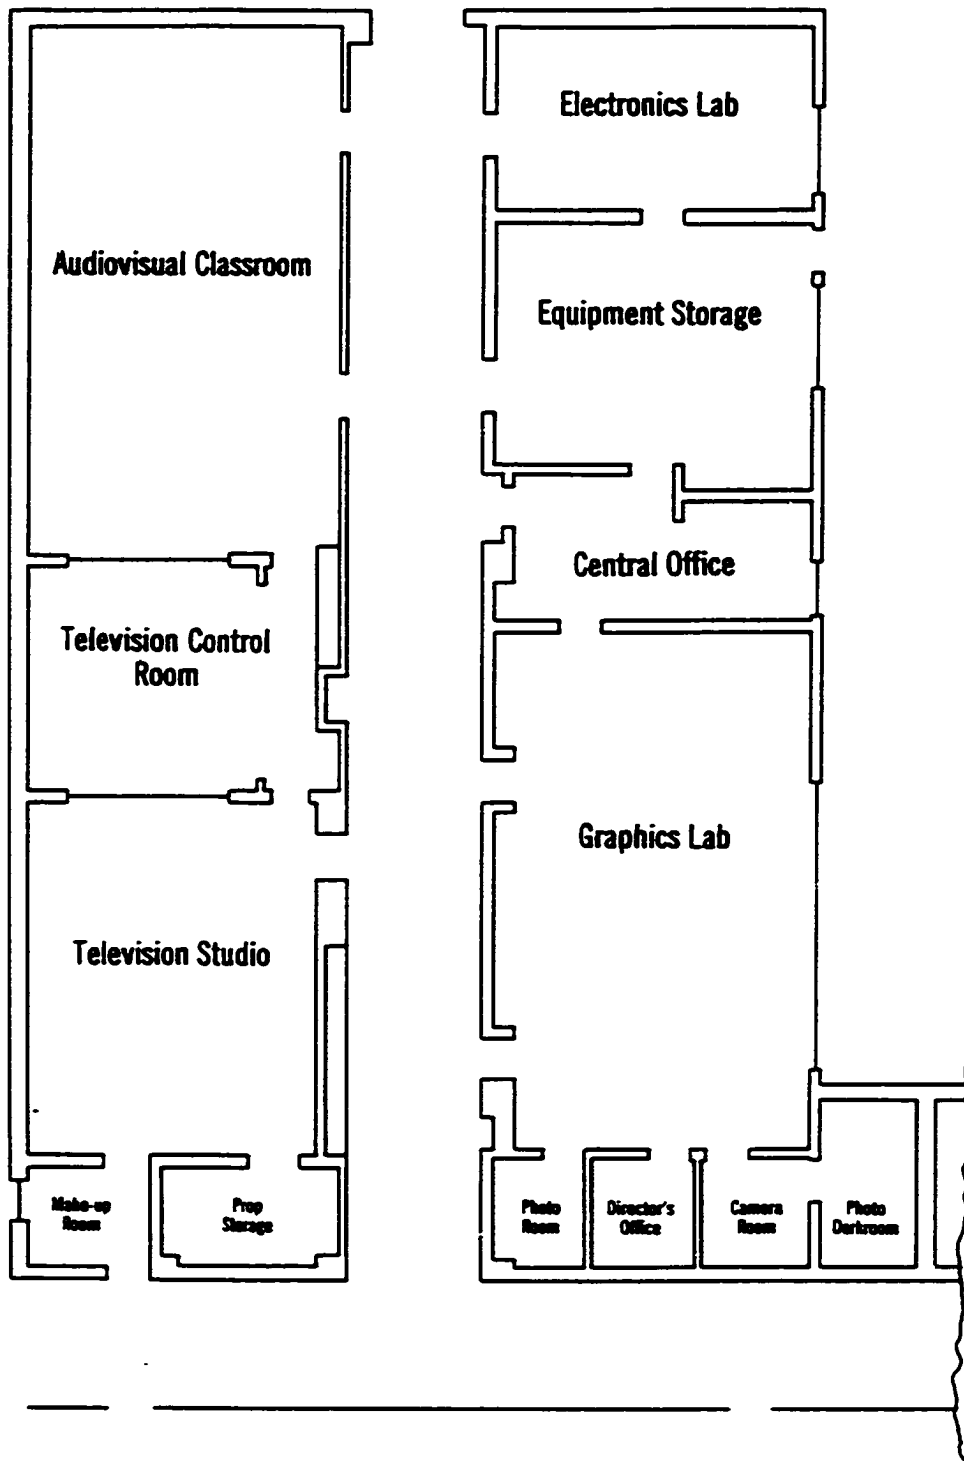 Electronics Lab
Audiovisual Classroom
Equipment Storage
Central Office
Television Control
Room
Graphics Lab
Television Studio
Make-up
Room
Prop
Storage
Photo
Room
Director's
Office
Camera
Room
Photo
Darkroom